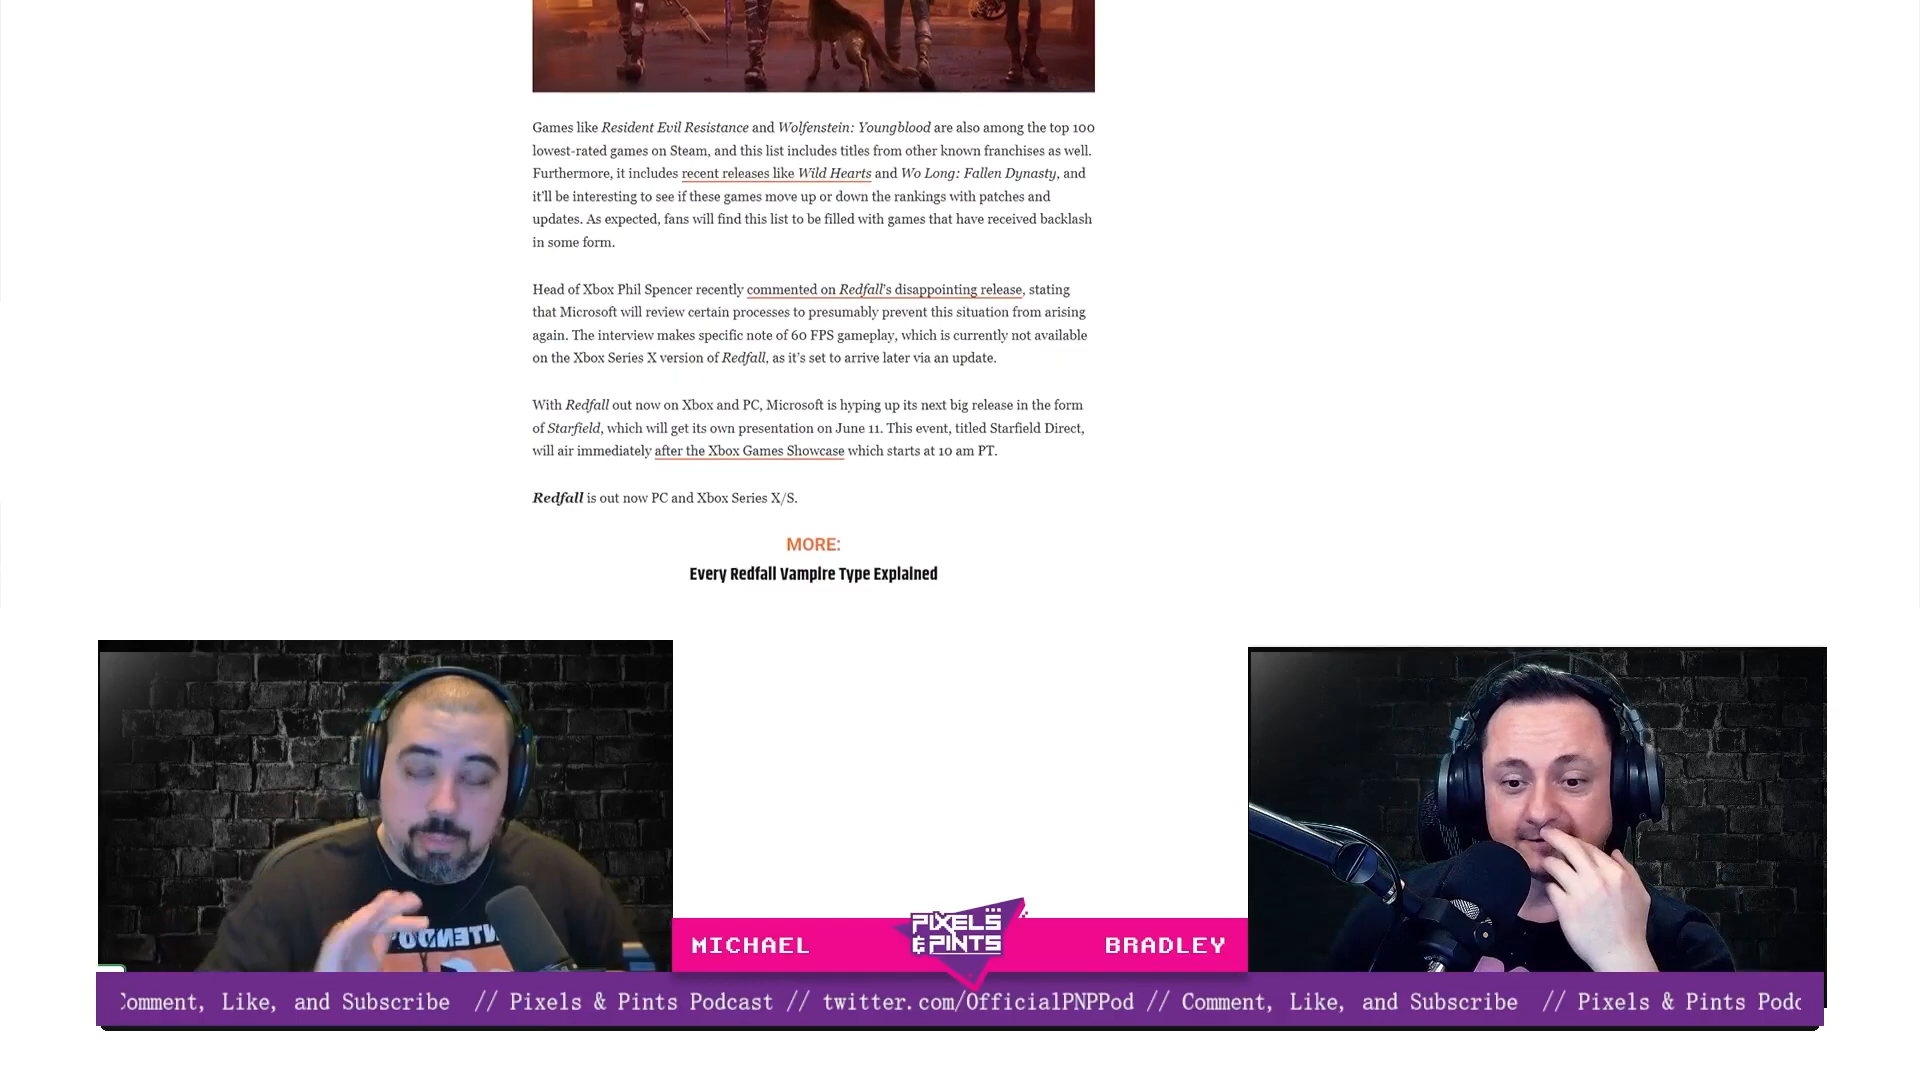 Games like Resident Evil Resistance and Wolfenstein: Youngblood are also among the top 100
lowest-rated games on Steam, and this list includes titles from other known franchises as well.
Furthermore, it includes recent releases like Wild Hearts and Wo Long: Fallen Dynasty, and
it'll be interesting to see if these games move up or down the rankings with patches and
updates. As expected, fans will find this list to be filled with games that have received backlash
in some form.
Head of Xbox Phil Spencer recently commented on Redfall's disappointing release, stating
that Microsoft will review certain processes to presumably prevent this situation from arising
again. The interview makes specific note of 60 FPS gameplay, which is currently not available
on the Xbox Series X version of Redfall, as it's set to arrive later via an update.
With Redfall out now on Xbox and PC, Microsoft is hyping up its next big release in the form
of Starfield, which will get its own presentation on June 11. This event, titled Starfield Direct,
will air immediately after the Xbox Games Showcase which starts at 10 am PT.
Redfall is out now PC and Xbox Series X/S.
MORE:
Every Redfall Vampire Type Explained
NINTENDO
MICHAEL
PIXELS
& PINTS
BRADLEY
Comment, Like, and Subscribe // Pixels & Pints Podcast // twitter.com/OfficialPNPPod // Comment, Like, and Subscribe // Pixels & Pints Podc